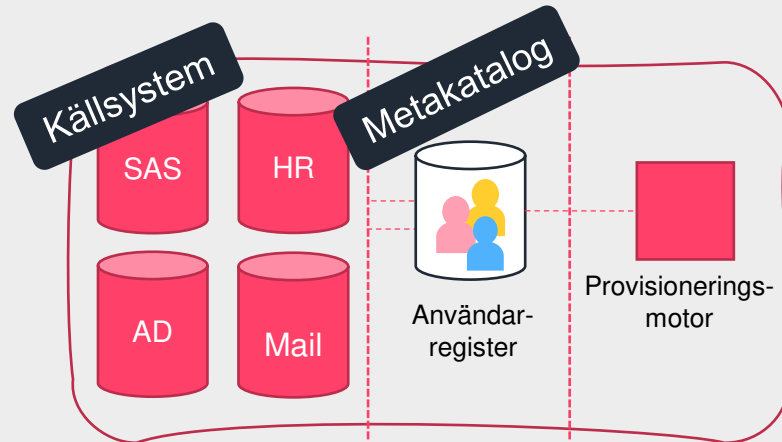 Källsystem
Metakatalog
SAS
HR
AD
Mail
Användar-
register
Provisionerings-
motor